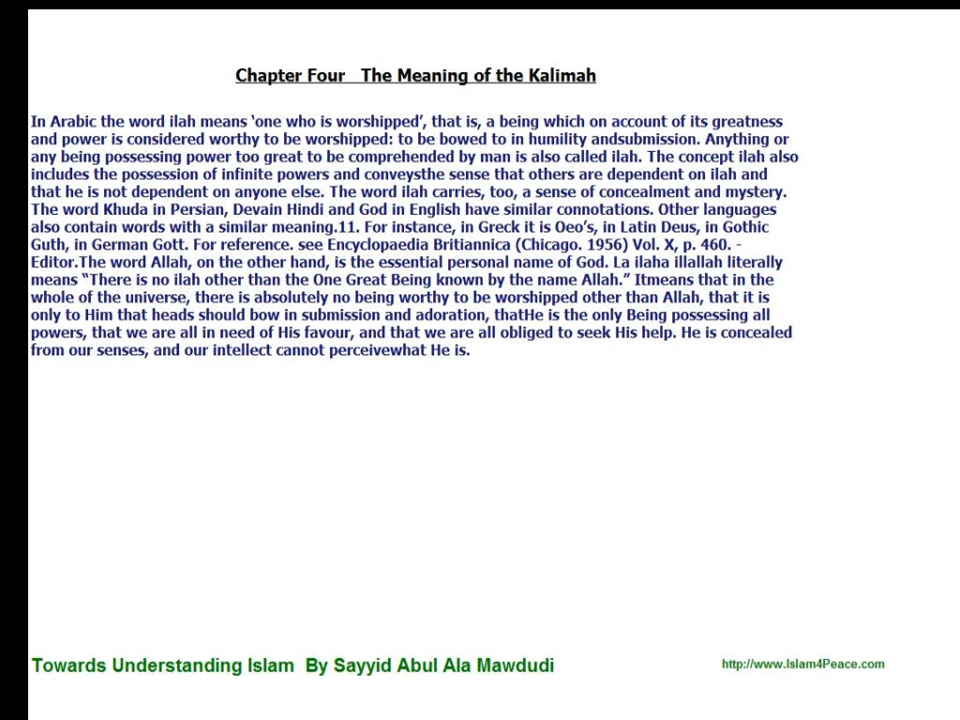 Chapter Four   The Meaning of the Kalimah
In Arabic the word ilah means ‘one who is worshipped’, that is, a being which on account of its greatness
and power is considered worthy to be worshipped: to be bowed to in humility andsubmission. Anything or
any being possessing power too great to be comprehended by man is also called ilah. The concept ilah also
includes the possession of infinite powers and conveysthe sense that others are dependent on ilah and
that he is not dependent on anyone else. The word ilah carries, too, a sense of concealment and mystery.
The word Khuda in Persian, Devain Hindi and God in English have similar connotations. Other languages
also contain words with a similar meaning.11. For instance, in Greck it is Oeo’s, in Latin Deus, in Gothic
Guth, in German Gott. For reference. see Encyclopaedia Britiannica (Chicago. 1956) Vol. X, p. 460. -
Editor.The word Allah, on the other hand, is the essential personal name of God. La ilaha illallah literally
means “There is no ilah other than the One Great Being known by the name Allah.” Itmeans that in the
whole of the universe, there is absolutely no being worthy to be worshipped other than Allah, that it is
only to Him that heads should bow in submission and adoration, thatHe is the only Being possessing all
powers, that we are all in need of His favour, and that we are all obliged to seek His help. He is concealed
from our senses, and our intellect cannot perceivewhat He is.
Towards Understanding Islam  By Sayyid Abul Ala Mawdudi
http://www.Islam4Peace.com